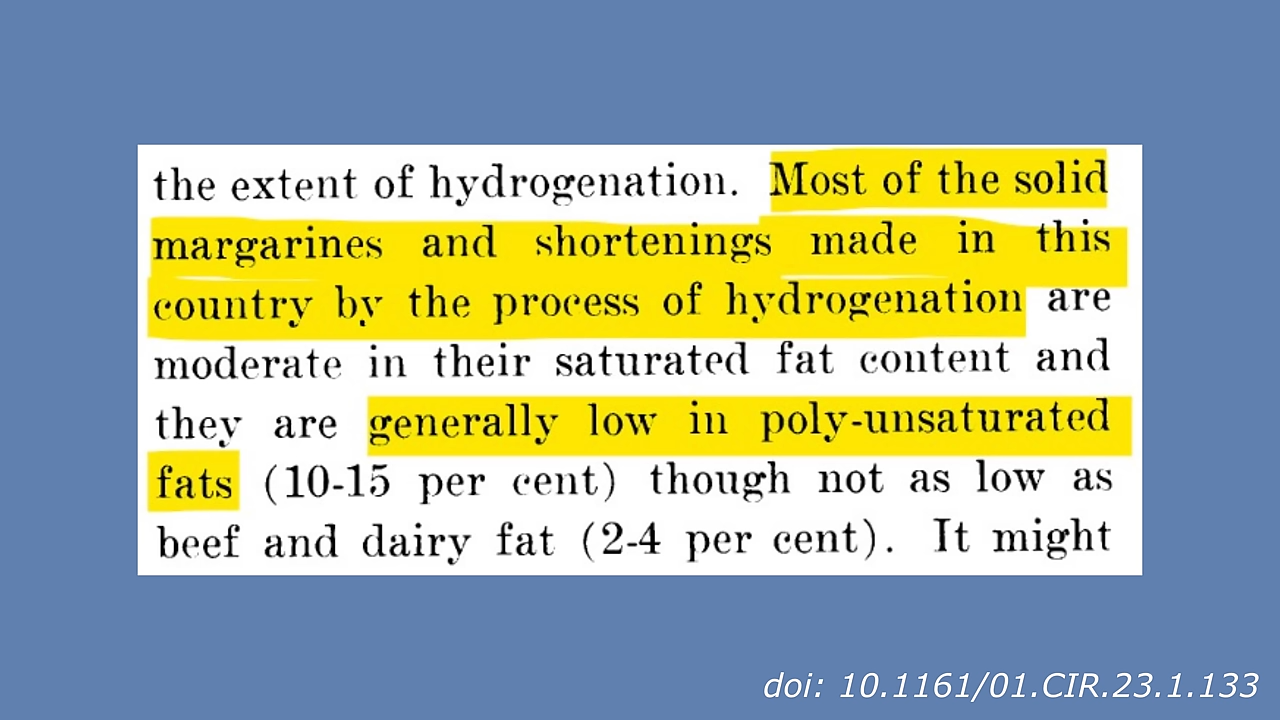 the extent of hydrogenation. Most of the solid
margarines and shortenings made in this
country by the process of hydrogenation are
moderate in their saturated fat content and
they are generally low in poly-unsaturated
fats (10-15 per cent) though not as low as
beef and dairy fat (2-4 per cent). It might
doi: 10.1161/01.CIR.23.1.133